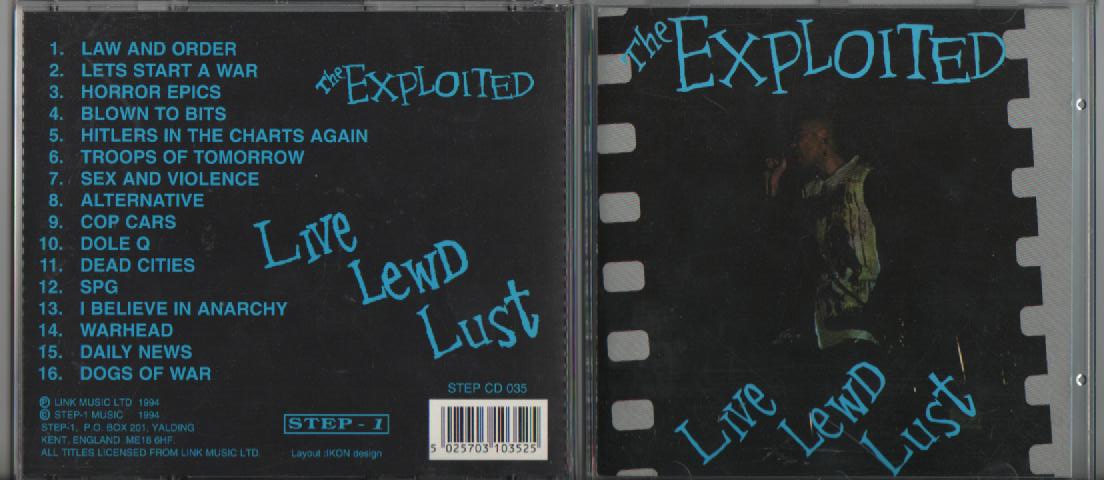 1. LAW AND ORDER
2. LETS START A WAR
3. HORROR EPICS
4. BLOWN TO BITS
5. HITLERS IN THE CHARTS AGAIN
6. TROOPS OF TOMORROW
7. SEX AND VIOLENCE
8. ALTERNATIVE
9. COP CARS
10. DOLE Q
11. DEAD CITIES
12. SPG
13. I BELIEVE IN ANARCHY
14. WARHEAD
15. DAILY NEWS
16. DOGS OF WAR
The EXPLOITED
LIVE
LEWD
LUST
Ⓟ LINK MUSIC LTD 1994
© STEP-1 MUSIC 1994
STEP-1, P.O. BOX 201, YALDING
KENT, ENGLAND. ME18 6HF.
ALL TITLES LICENSED FROM LINK MUSIC LTD
STEP - 1
Layout :IKON design
STEP CD 035
5 025703 103525
The EXPLOITED
LIVE
LEWD
LUST